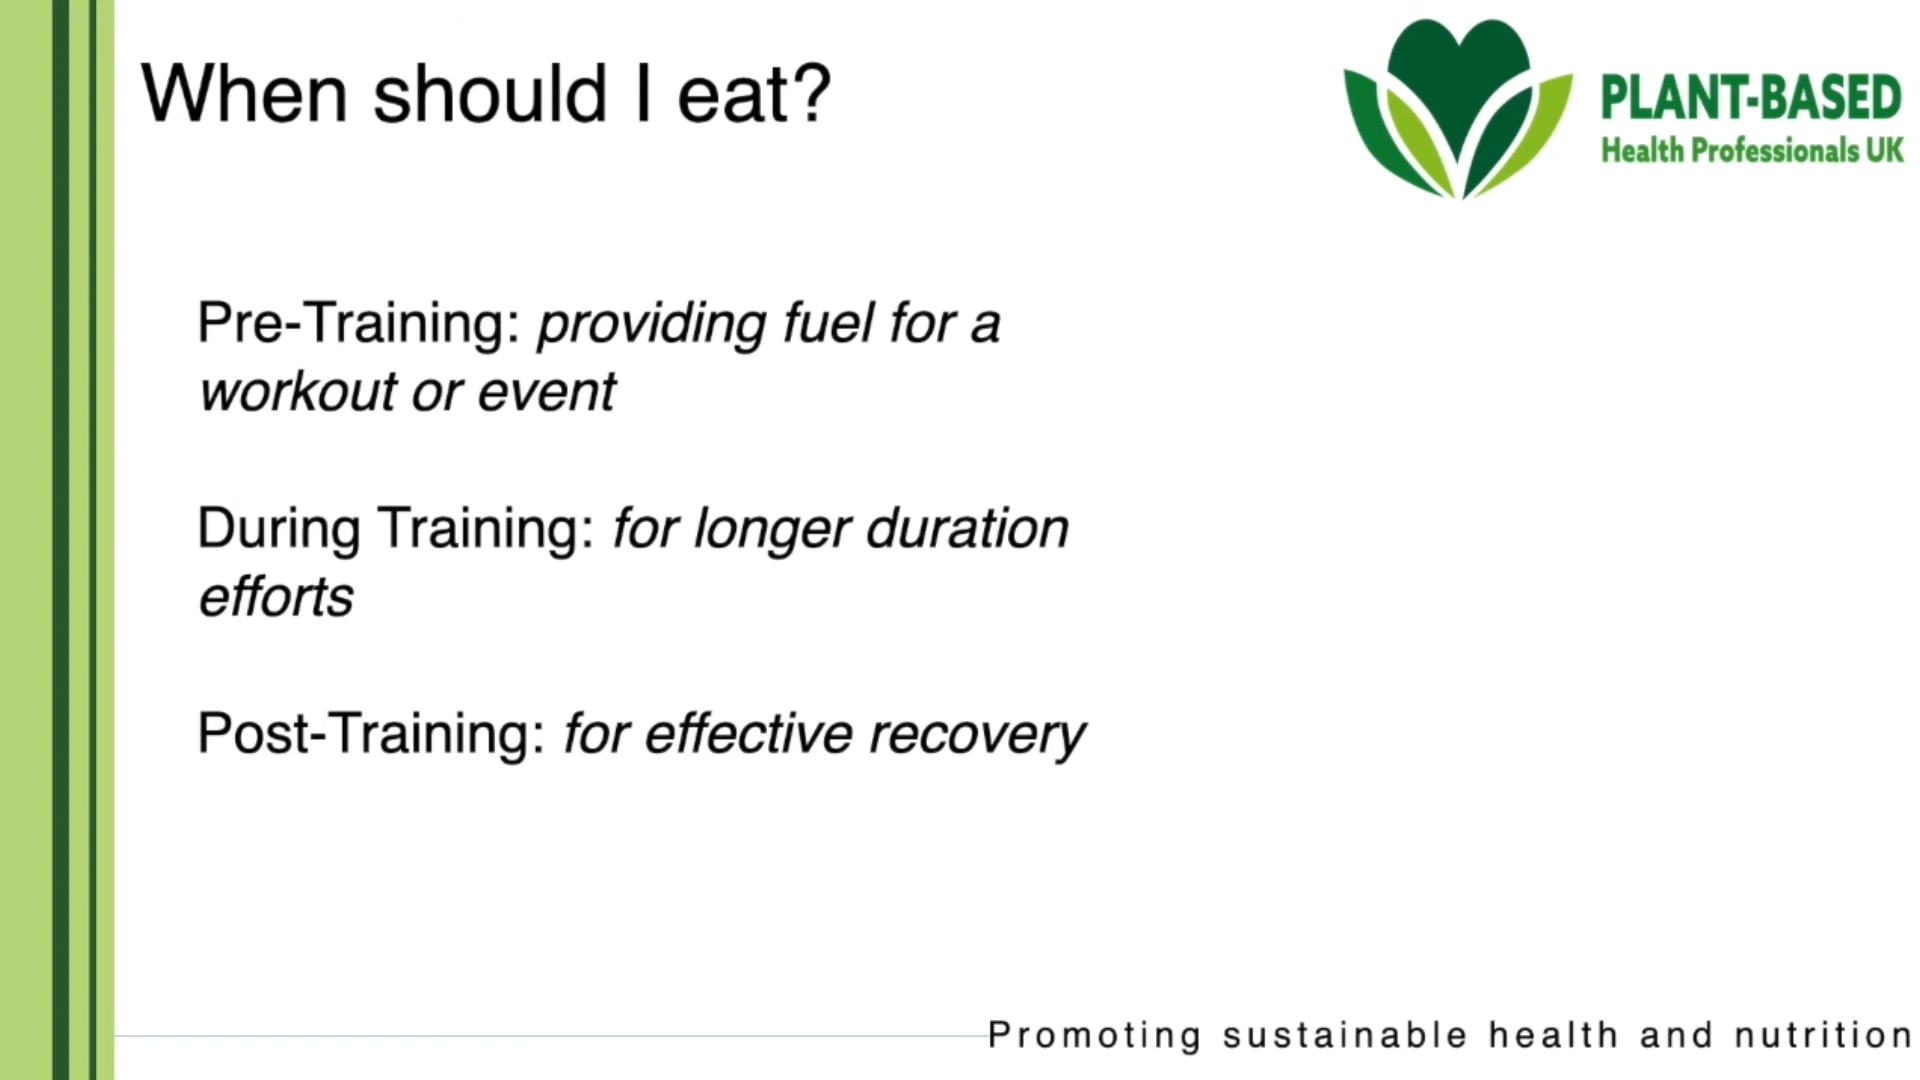 When should I eat?
PLANT-BASED
Health Professionals UK
Pre-Training: providing fuel for a
workout or event
During Training: for longer duration
efforts
Post-Training: for effective recovery
Promoting sustainable health and nutrition